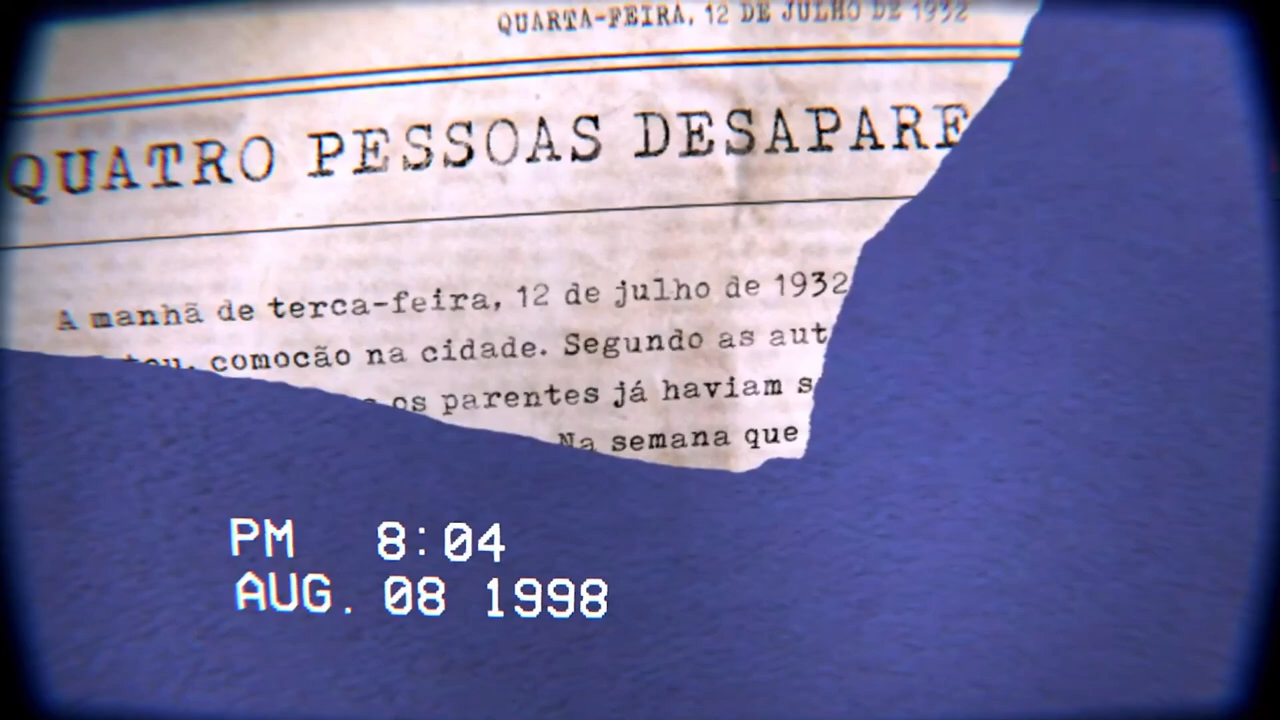 QUARTA-FEIRA, 12 DE JULHO DE 1932
QUATRO PESSOAS DESAPARE
A manhã de terca-feira, 12 de julho de 1932
comocão na cidade. Segundo as aut
os parentes já haviam s
Na semana que
PM 8:04
AUG. 08 1998